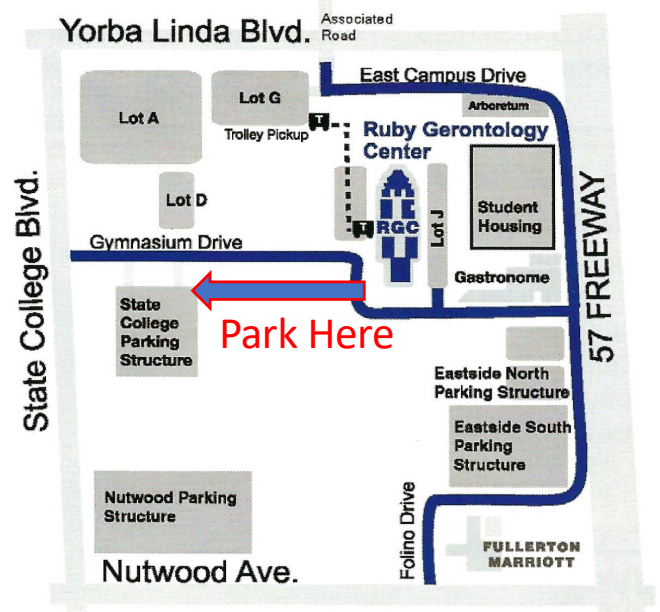 Associated
Road
Yorba Linda Blvd.
East Campus Drive
Lot G
Lot A
Arboretum
T
Trolley Pickup
Ruby Gerontology
Center
State College Blvd.
Lot D
Student
Housing
T
RGC
Lot J
Gymnasium Drive
Gastronome
57 FREEWAY
State
College
Parking
Structure
Park Here
Eastside North
Parking Structure
Eastside South
Parking
Structure
Nutwood Parking
Structure
Folino Drive
FULLERTON
MARRIOTT
Nutwood Ave.